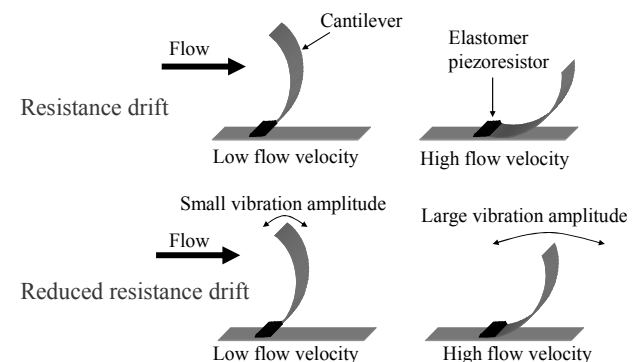 Cantilever
Flow
Elastomer
piezoresistor
Resistance drift
Low flow velocity
High flow velocity
Small vibration amplitude
Large vibration amplitude
Flow
Reduced resistance drift
Low flow velocity
High flow velocity